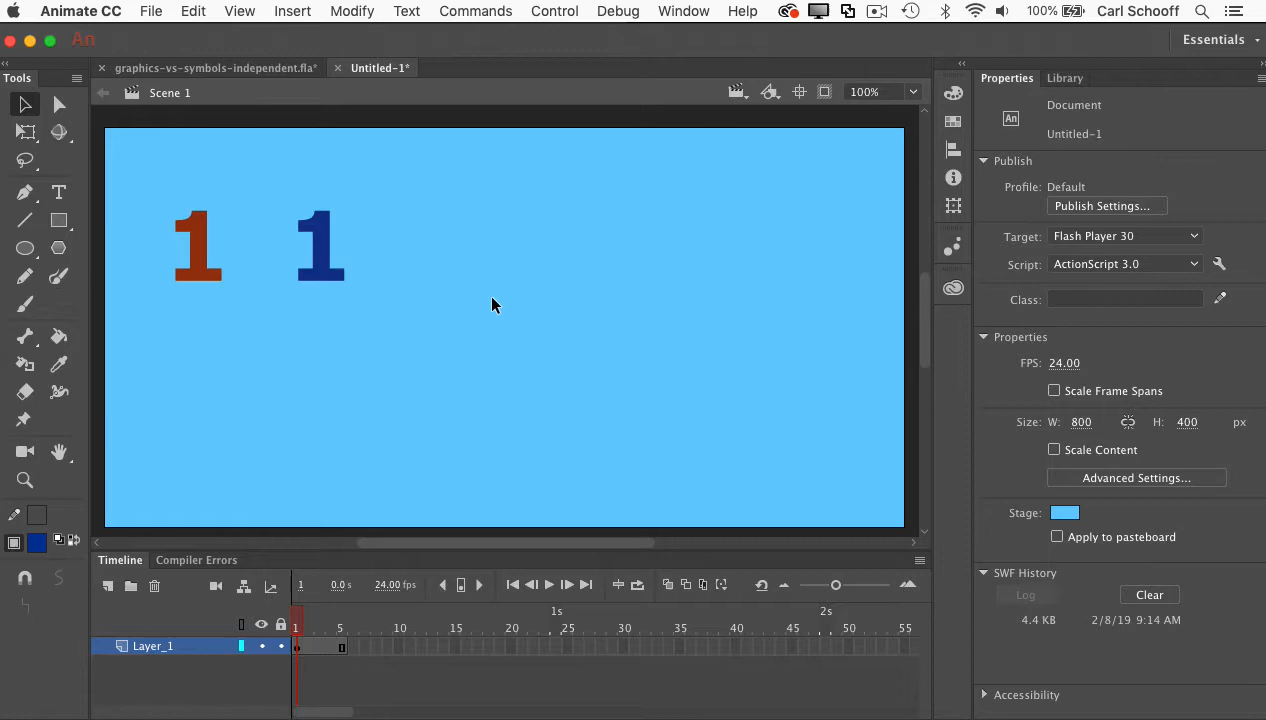 Animate CC File Edit View Insert Modify Text Commands Control Debug Window Help 100% Carl Schooff
An Essentials
Tools
graphics-vs-symbols-independent.fla* Untitled-1*
Scene 1 100%
1 1
Timeline Compiler Errors
1 0.0s 24.00 fps
1s 2s
1 5 10 15 20 25 30 35 40 45 50 55
Layer_1
Properties Library
An Document
Untitled-1
Publish
Profile: Default
Publish Settings...
Target: Flash Player 30
Script: ActionScript 3.0
Class:
Properties
FPS: 24.00
Scale Frame Spans
Size: W: 800 H: 400 px
Scale Content
Advanced Settings...
Stage:
Apply to pasteboard
SWF History
Log Clear
4.4 KB 2/8/19 9:14 AM
Accessibility